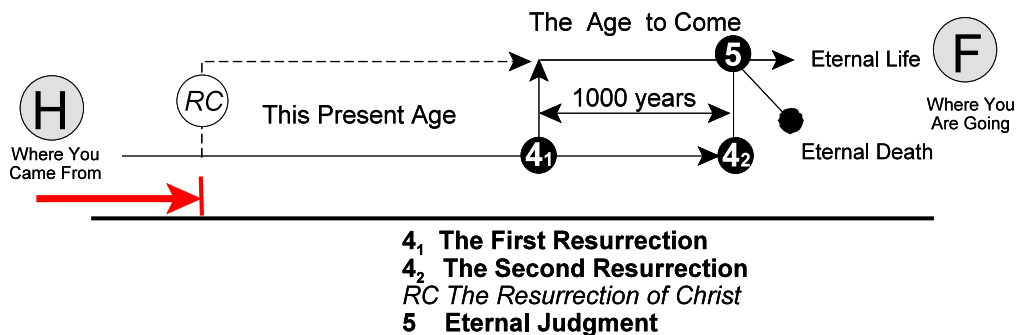 The Age to Come
H
RC
5
Eternal Life
F
This Present Age
1000 years
Where You
Came From
Where You
Are Going
4₁
4₂
Eternal Death
4₁ The First Resurrection
4₂ The Second Resurrection
RC The Resurrection of Christ
5 Eternal Judgment